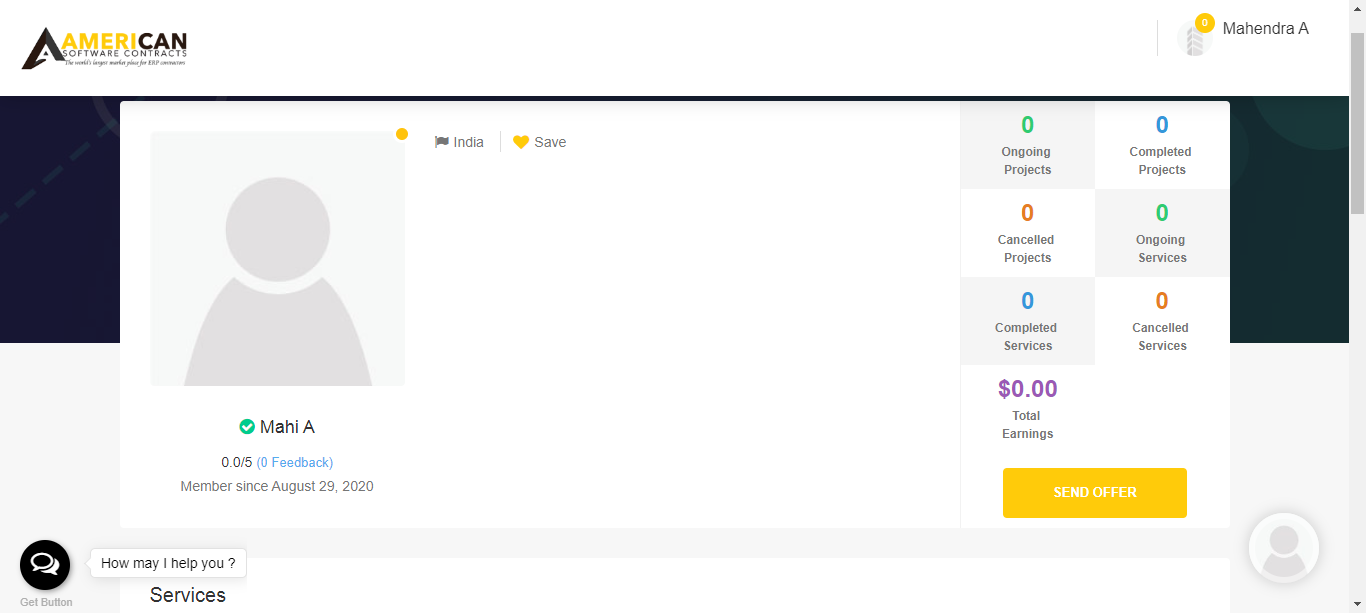 AMERICAN
SOFTWARE CONTRACTS
The world's largest market place for ERP contractors
0
Mahendra A
India
Save
0
Ongoing
Projects
0
Completed
Projects
0
Cancelled
Projects
0
Ongoing
Services
0
Completed
Services
0
Cancelled
Services
$0.00
Total
Earnings
SEND OFFER
Mahi A
0.0/5 (0 Feedback)
Member since August 29, 2020
How may I help you ?
Get Button
Services